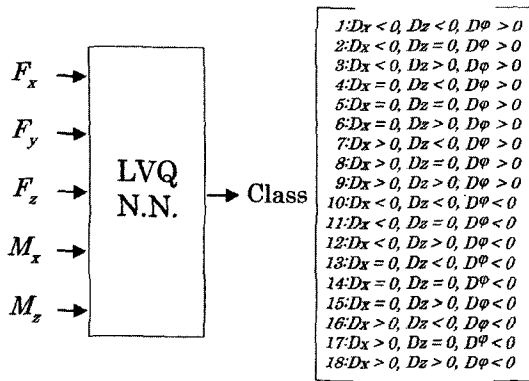 F_x
F_y
F_z
M_x
M_z
LVQ
N.N.
Class
1:Dx < 0, Dz < 0, Dφ > 0
2:Dx < 0, Dz = 0, Dφ > 0
3:Dx < 0, Dz > 0, Dφ > 0
4:Dx = 0, Dz < 0, Dφ > 0
5:Dx = 0, Dz = 0, Dφ > 0
6:Dx = 0, Dz > 0, Dφ > 0
7:Dx > 0, Dz < 0, Dφ > 0
8:Dx > 0, Dz = 0, Dφ > 0
9:Dx > 0, Dz > 0, Dφ > 0
10:Dx < 0, Dz < 0, Dφ < 0
11:Dx < 0, Dz = 0, Dφ < 0
12:Dx < 0, Dz > 0, Dφ < 0
13:Dx = 0, Dz < 0, Dφ < 0
14:Dx = 0, Dz = 0, Dφ < 0
15:Dx = 0, Dz > 0, Dφ < 0
16:Dx > 0, Dz < 0, Dφ < 0
17:Dx > 0, Dz = 0, Dφ < 0
18:Dx > 0, Dz > 0, Dφ < 0